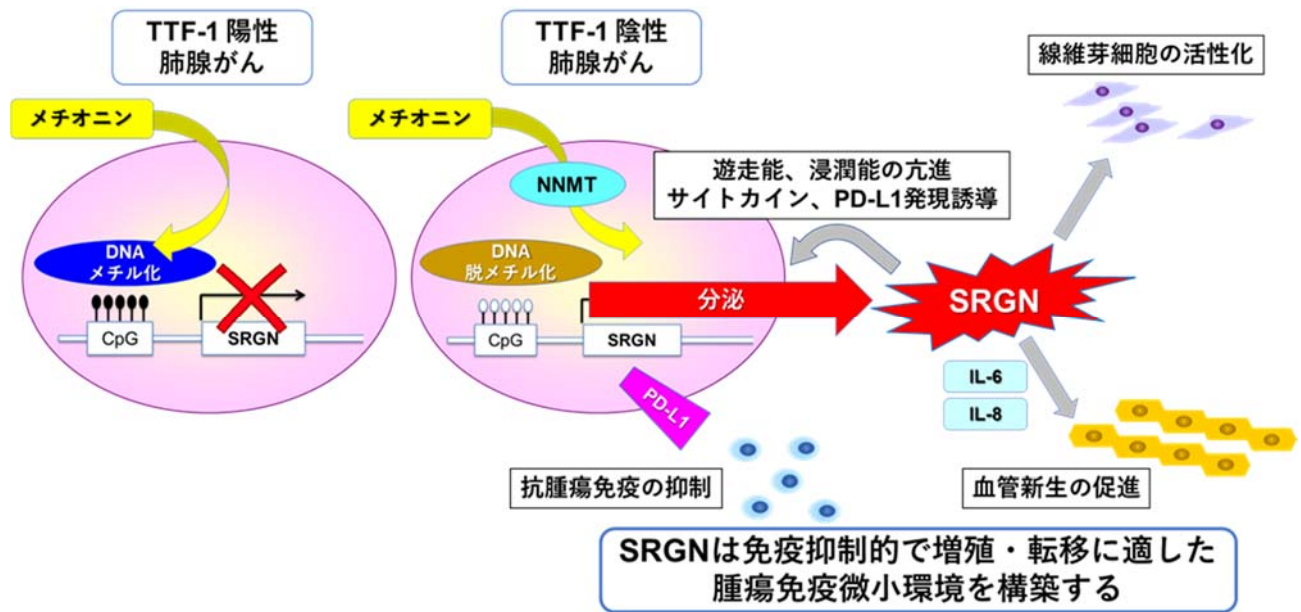 TTF-1 陽性
肺腺がん
メチオニン
DNA
メチル化
CpG
SRGN
TTF-1 陰性
肺腺がん
メチオニン
NNMT
DNA
脱メチル化
CpG
SRGN
分泌
PD-L1
遊走能、浸潤能の亢進
サイトカイン、PD-L1発現誘導
線維芽細胞の活性化
SRGN
IL-6
IL-8
抗腫瘍免疫の抑制
血管新生の促進
SRGNは免疫抑制的で増殖・転移に適した
腫瘍免疫微小環境を構築する